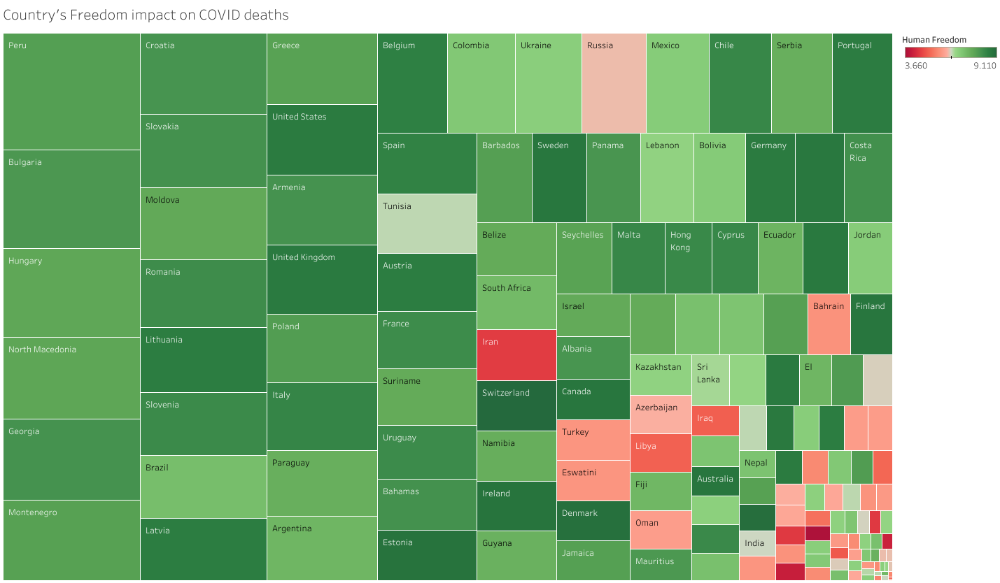 Country's Freedom impact on COVID deaths
Human Freedom
3.660
9.110
Peru
Bulgaria
Hungary
North Macedonia
Georgia
Montenegro
Croatia
Slovakia
Moldova
Romania
Lithuania
Slovenia
Brazil
Latvia
Greece
United States
Armenia
United Kingdom
Poland
Italy
Paraguay
Argentina
Belgium
Colombia
Ukraine
Russia
Mexico
Chile
Serbia
Portugal
Spain
Tunisia
Austria
France
Suriname
Uruguay
Bahamas
Estonia
Barbados
Sweden
Panama
Lebanon
Bolivia
Germany
Costa
Rica
Belize
South Africa
Iran
Switzerland
Namibia
Ireland
Guyana
Seychelles
Malta
Hong
Kong
Cyprus
Ecuador
Jordan
Israel
Albania
Canada
Turkey
Eswatini
Denmark
Jamaica
Bahrain
Finland
Kazakhstan
Azerbaijan
Libya
Fiji
Oman
Mauritius
Sri
Lanka
El
Iraq
Australia
Nepal
India